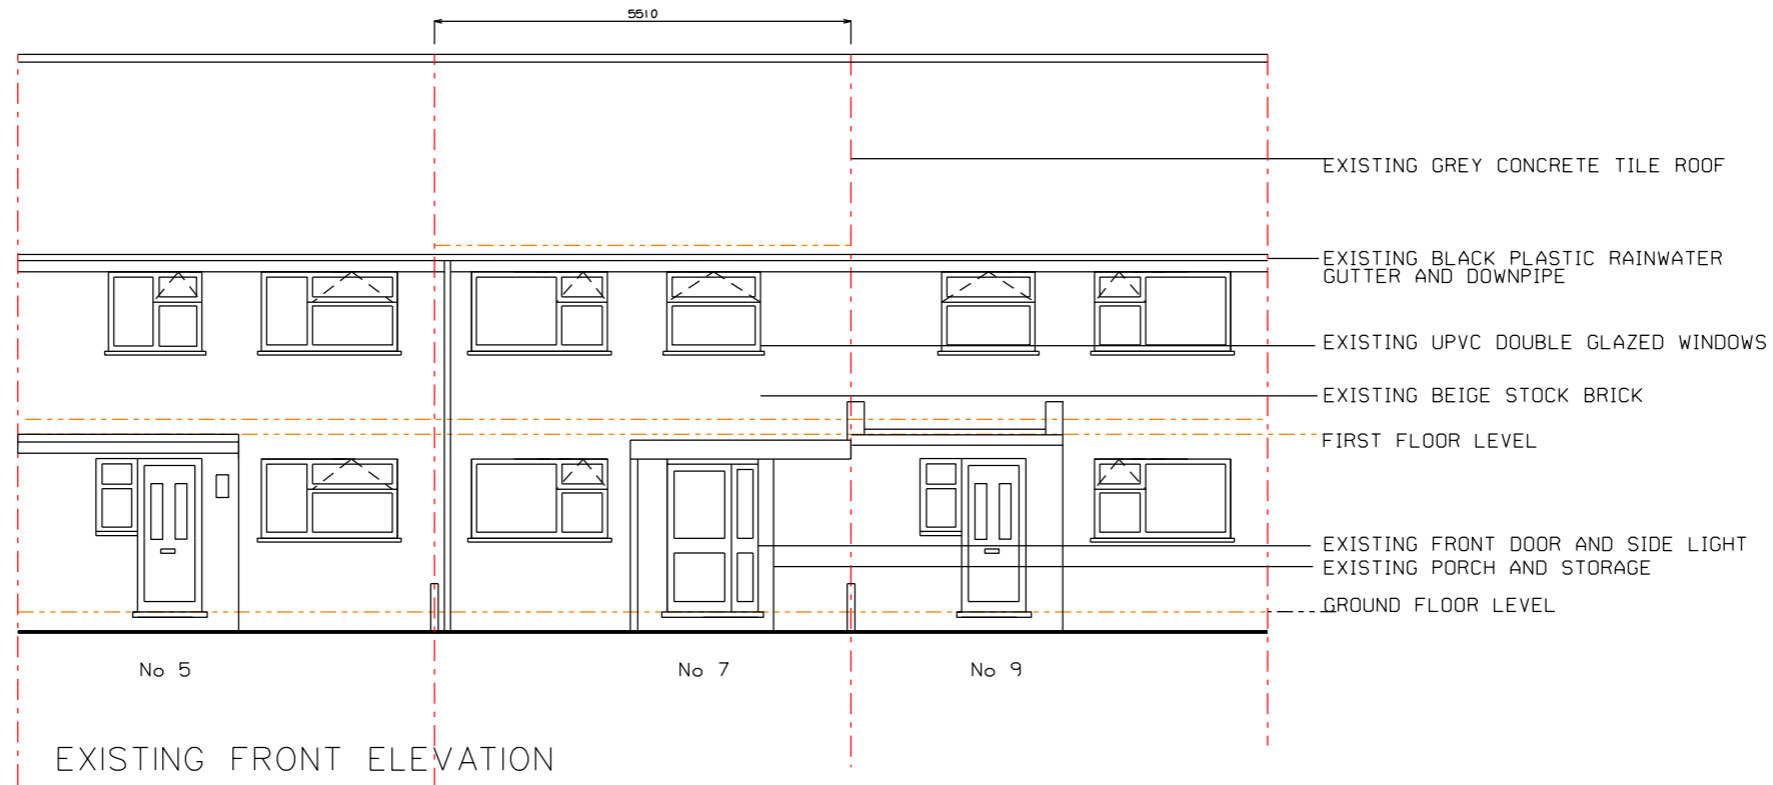 5510
EXISTING GREY CONCRETE TILE ROOF
EXISTING BLACK PLASTIC RAINWATER
GUTTER AND DOWNPIPE
EXISTING UPVC DOUBLE GLAZED WINDOWS
EXISTING BEIGE STOCK BRICK
FIRST FLOOR LEVEL
EXISTING FRONT DOOR AND SIDE LIGHT
EXISTING PORCH AND STORAGE
GROUND FLOOR LEVEL
No 5
No 7
No 9
EXISTING FRONT ELEVATION